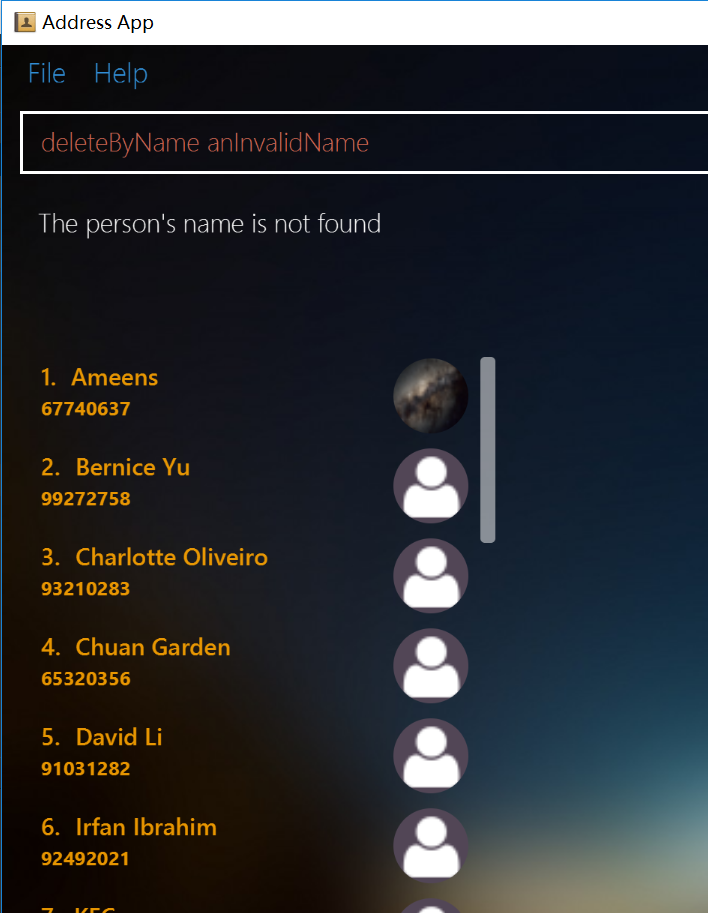 Address App
File Help
deleteByName anInvalidName
The person's name is not found
1. Ameens
67740637
2. Bernice Yu
99272758
3. Charlotte Oliveiro
93210283
4. Chuan Garden
65320356
5. David Li
91031282
6. Irfan Ibrahim
92492021
7. KFC